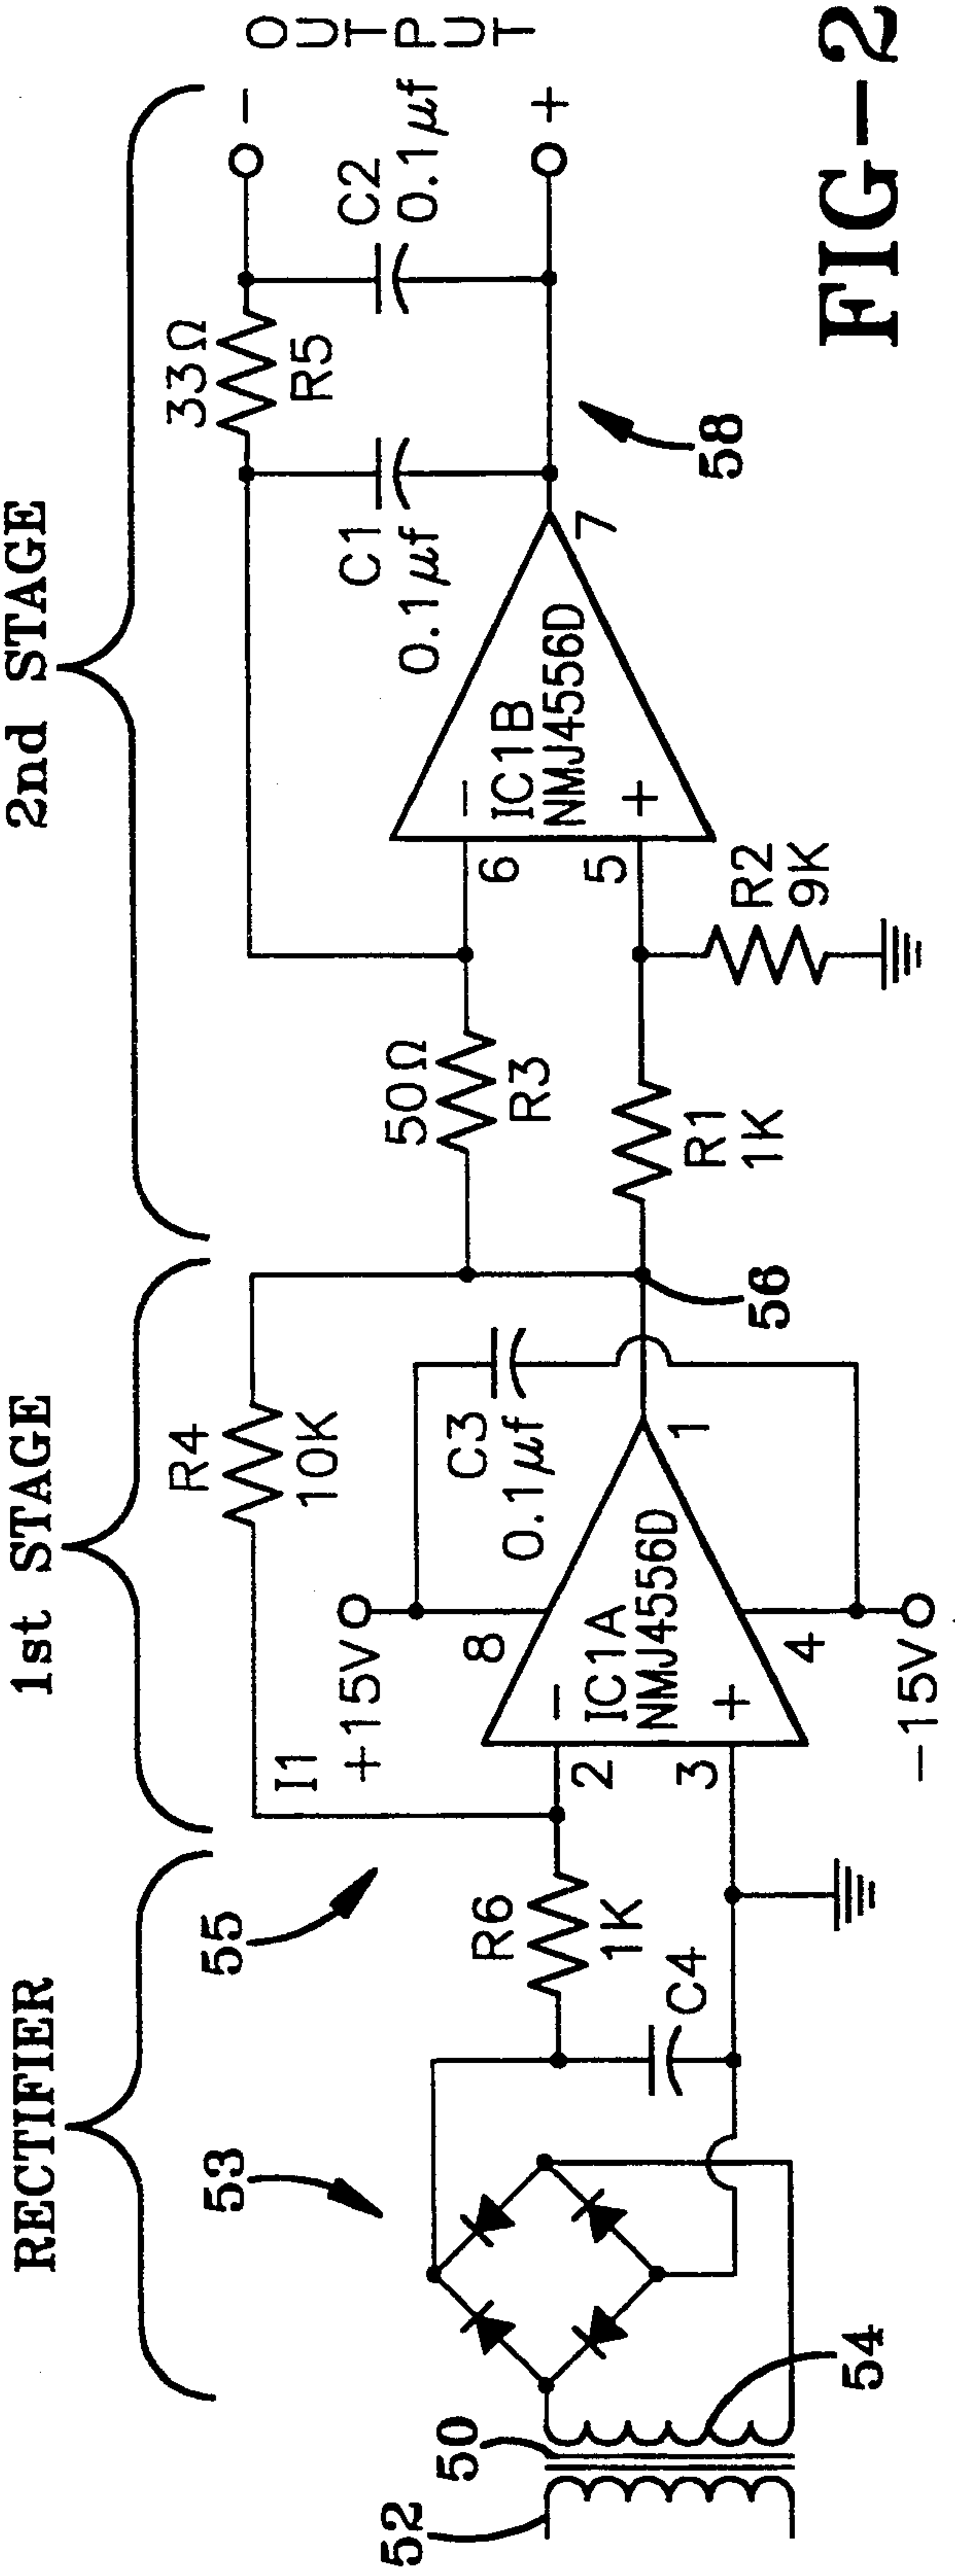 RECTIFIER
1st STAGE
2nd STAGE
53
55
R4
10K
I1
33Ω
R5
-
OUTPUT
+
C1
0.1μf
C2
0.1μf
+15V
8
C3
0.1μf
50Ω
R3
52
50
54
R6
1K
C4
2
3
-
IC1A
NMJ4556D
+
1
4
-15V
56
R1
1K
6
5
-
IC1B
NMJ4556D
+
7
R2
9K
58
FIG-2